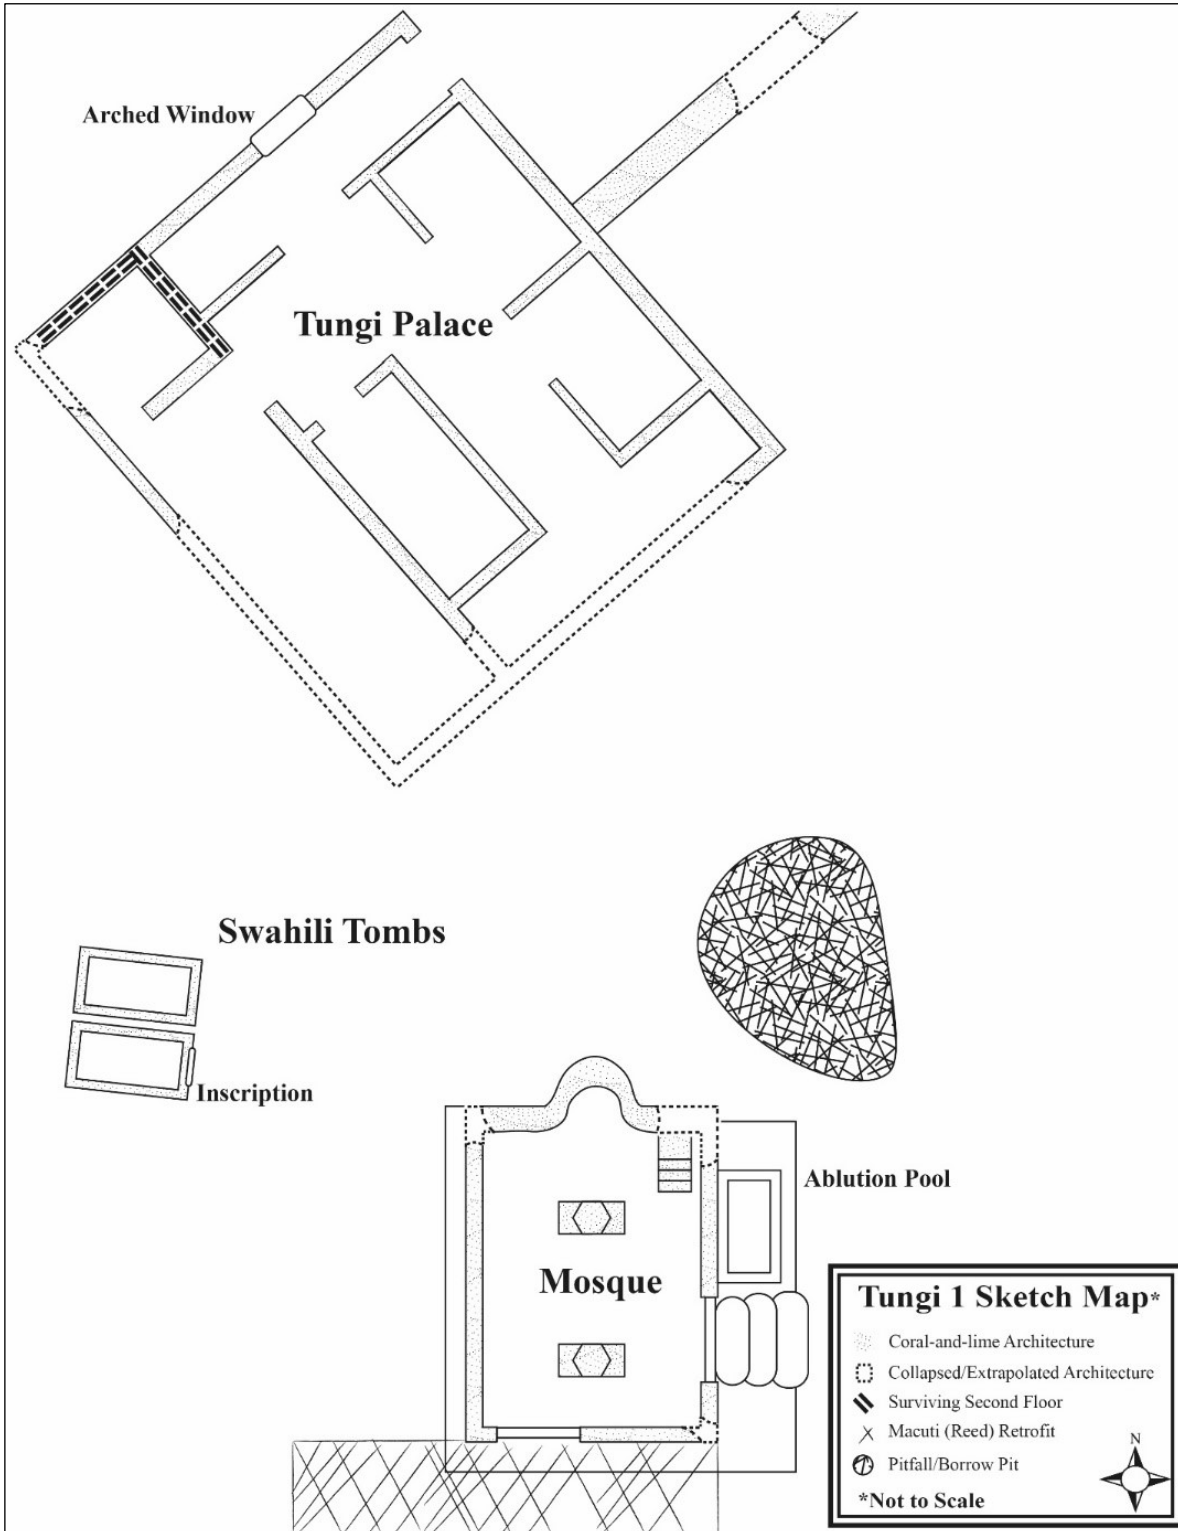 Arched Window
Tungi Palace
Swahili Tombs
Inscription
Ablution Pool
Mosque
Tungi 1 Sketch Map*
Coral-and-lime Architecture
Collapsed/Extrapolated Architecture
Surviving Second Floor
Macuti (Reed) Retrofit
Pitfall/Borrow Pit
N
*Not to Scale